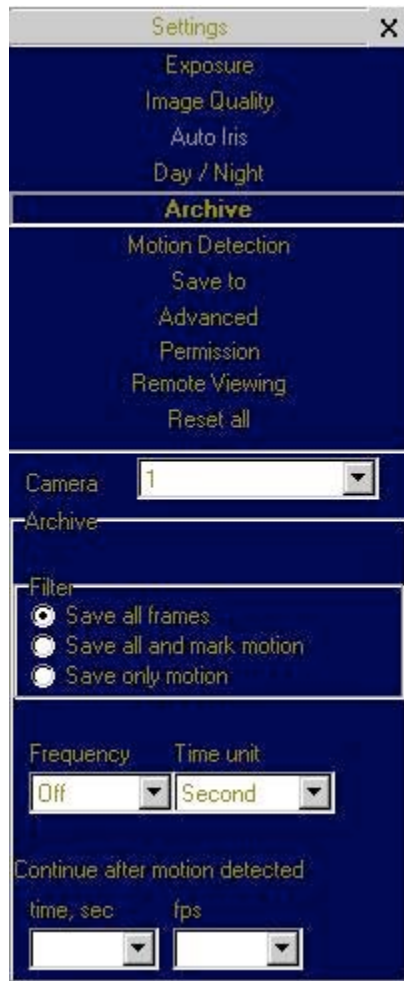 Settings X
Exposure
Image Quality
Auto Iris
Day / Night
Archive
Motion Detection
Save to
Advanced
Permission
Remote Viewing
Reset all
Camera 1
Archive
Filter
Save all frames
Save all and mark motion
Save only motion
Frequency Time unit
Off Second
Continue after motion detected
time, sec fps